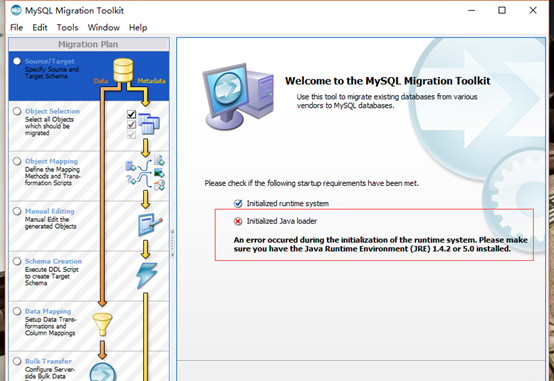 MySQL Migration Toolkit
File Edit Tools Window Help
Migration Plan
Source/Target
Specify Source and
Target Schema
Data
Metadata
Object Selection
Select all Objects
which should be
migrated
Object Mapping
Define the Mapping
Methods and Trans-
formation Scripts
Manual Editing
Manual Edit the
generated Objects
Schema Creation
Execute DDL Script
to create Target
Schema
Data Mapping
Setup Data Trans-
formations and
Column Mappings
Bulk Transfer
Configure Server-
side Bulk Data
Welcome to the MySQL Migration Toolkit
Use this tool to migrate existing databases from various
vendors to MySQL databases.
Please check if the following startup requirements have been met.
Initialized runtime system
Initialized Java loader
An error occured during the initialization of the runtime system. Please make
sure you have the Java Runtime Environment (JRE) 1.4.2 or 5.0 installed.